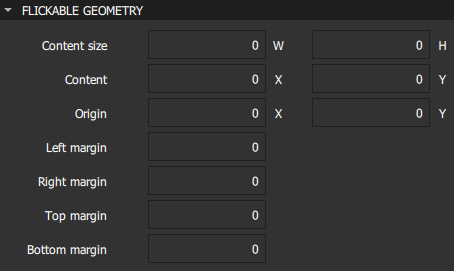 FLICKABLE GEOMETRY
Content size 0 W 0 H
Content 0 X 0 Y
Origin 0 X 0 Y
Left margin 0
Right margin 0
Top margin 0
Bottom margin 0